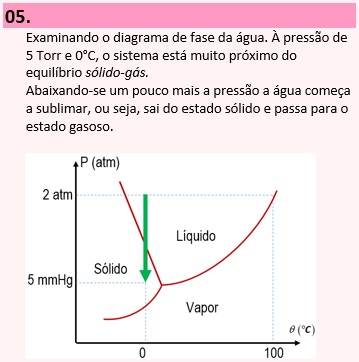 05.
Examinando o diagrama de fase da água. À pressão de
5 Torr e 0°C, o sistema está muito próximo do
equilíbrio sólido-gás.
Abaixando-se um pouco mais a pressão a água começa
a sublimar, ou seja, sai do estado sólido e passa para o
estado gasoso.
P (atm)
2 atm
Líquido
Sólido
5 mmHg
Vapor
θ (°C)
0
100